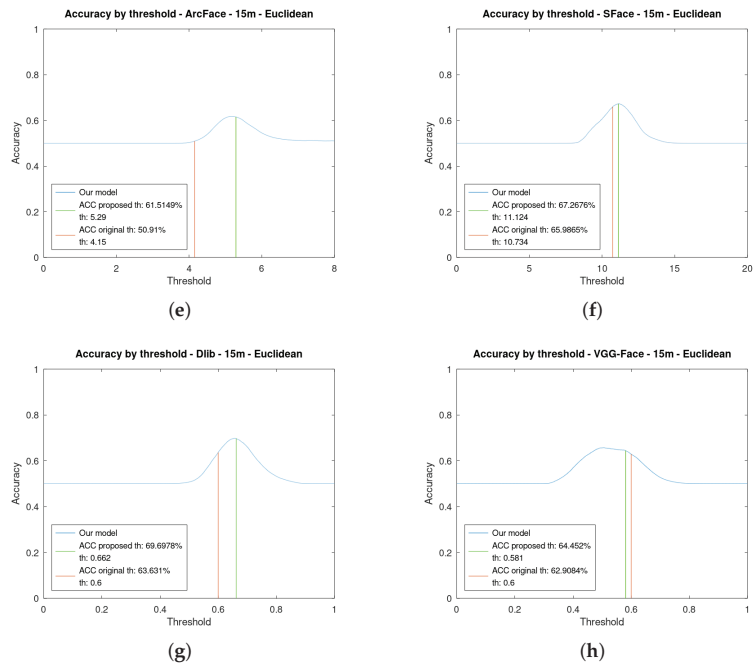 Accuracy by threshold - ArcFace - 15m - Euclidean
1
0.8
0.6
0.4
0.2
0
Accuracy
Our model
ACC proposed th: 61.5149%
th: 5.29
ACC original th: 50.91%
th: 4.15
0 2 4 6 8
Threshold
(e)
Accuracy by threshold - SFace - 15m - Euclidean
1
0.8
0.6
0.4
0.2
0
Accuracy
Our model
ACC proposed th: 67.2676%
th: 11.124
ACC original th: 65.9865%
th: 10.734
0 5 10 15 20
Threshold
(f)
Accuracy by threshold - Dlib - 15m - Euclidean
1
0.8
0.6
0.4
0.2
0
Accuracy
Our model
ACC proposed th: 69.6978%
th: 0.662
ACC original th: 63.631%
th: 0.6
0 0.2 0.4 0.6 0.8 1
Threshold
(g)
Accuracy by threshold - VGG-Face - 15m - Euclidean
1
0.8
0.6
0.4
0.2
0
Accuracy
Our model
ACC proposed th: 64.452%
th: 0.581
ACC original th: 62.9084%
th: 0.6
0 0.2 0.4 0.6 0.8 1
Threshold
(h)